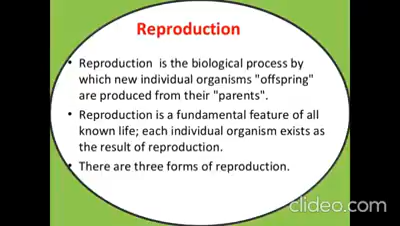 Reproduction
• Reproduction is the biological process by
which new individual organisms "offspring"
are produced from their "parents".
• Reproduction is a fundamental feature of all
known life; each individual organism exists as
the result of reproduction.
• There are three forms of reproduction.
clideo.com